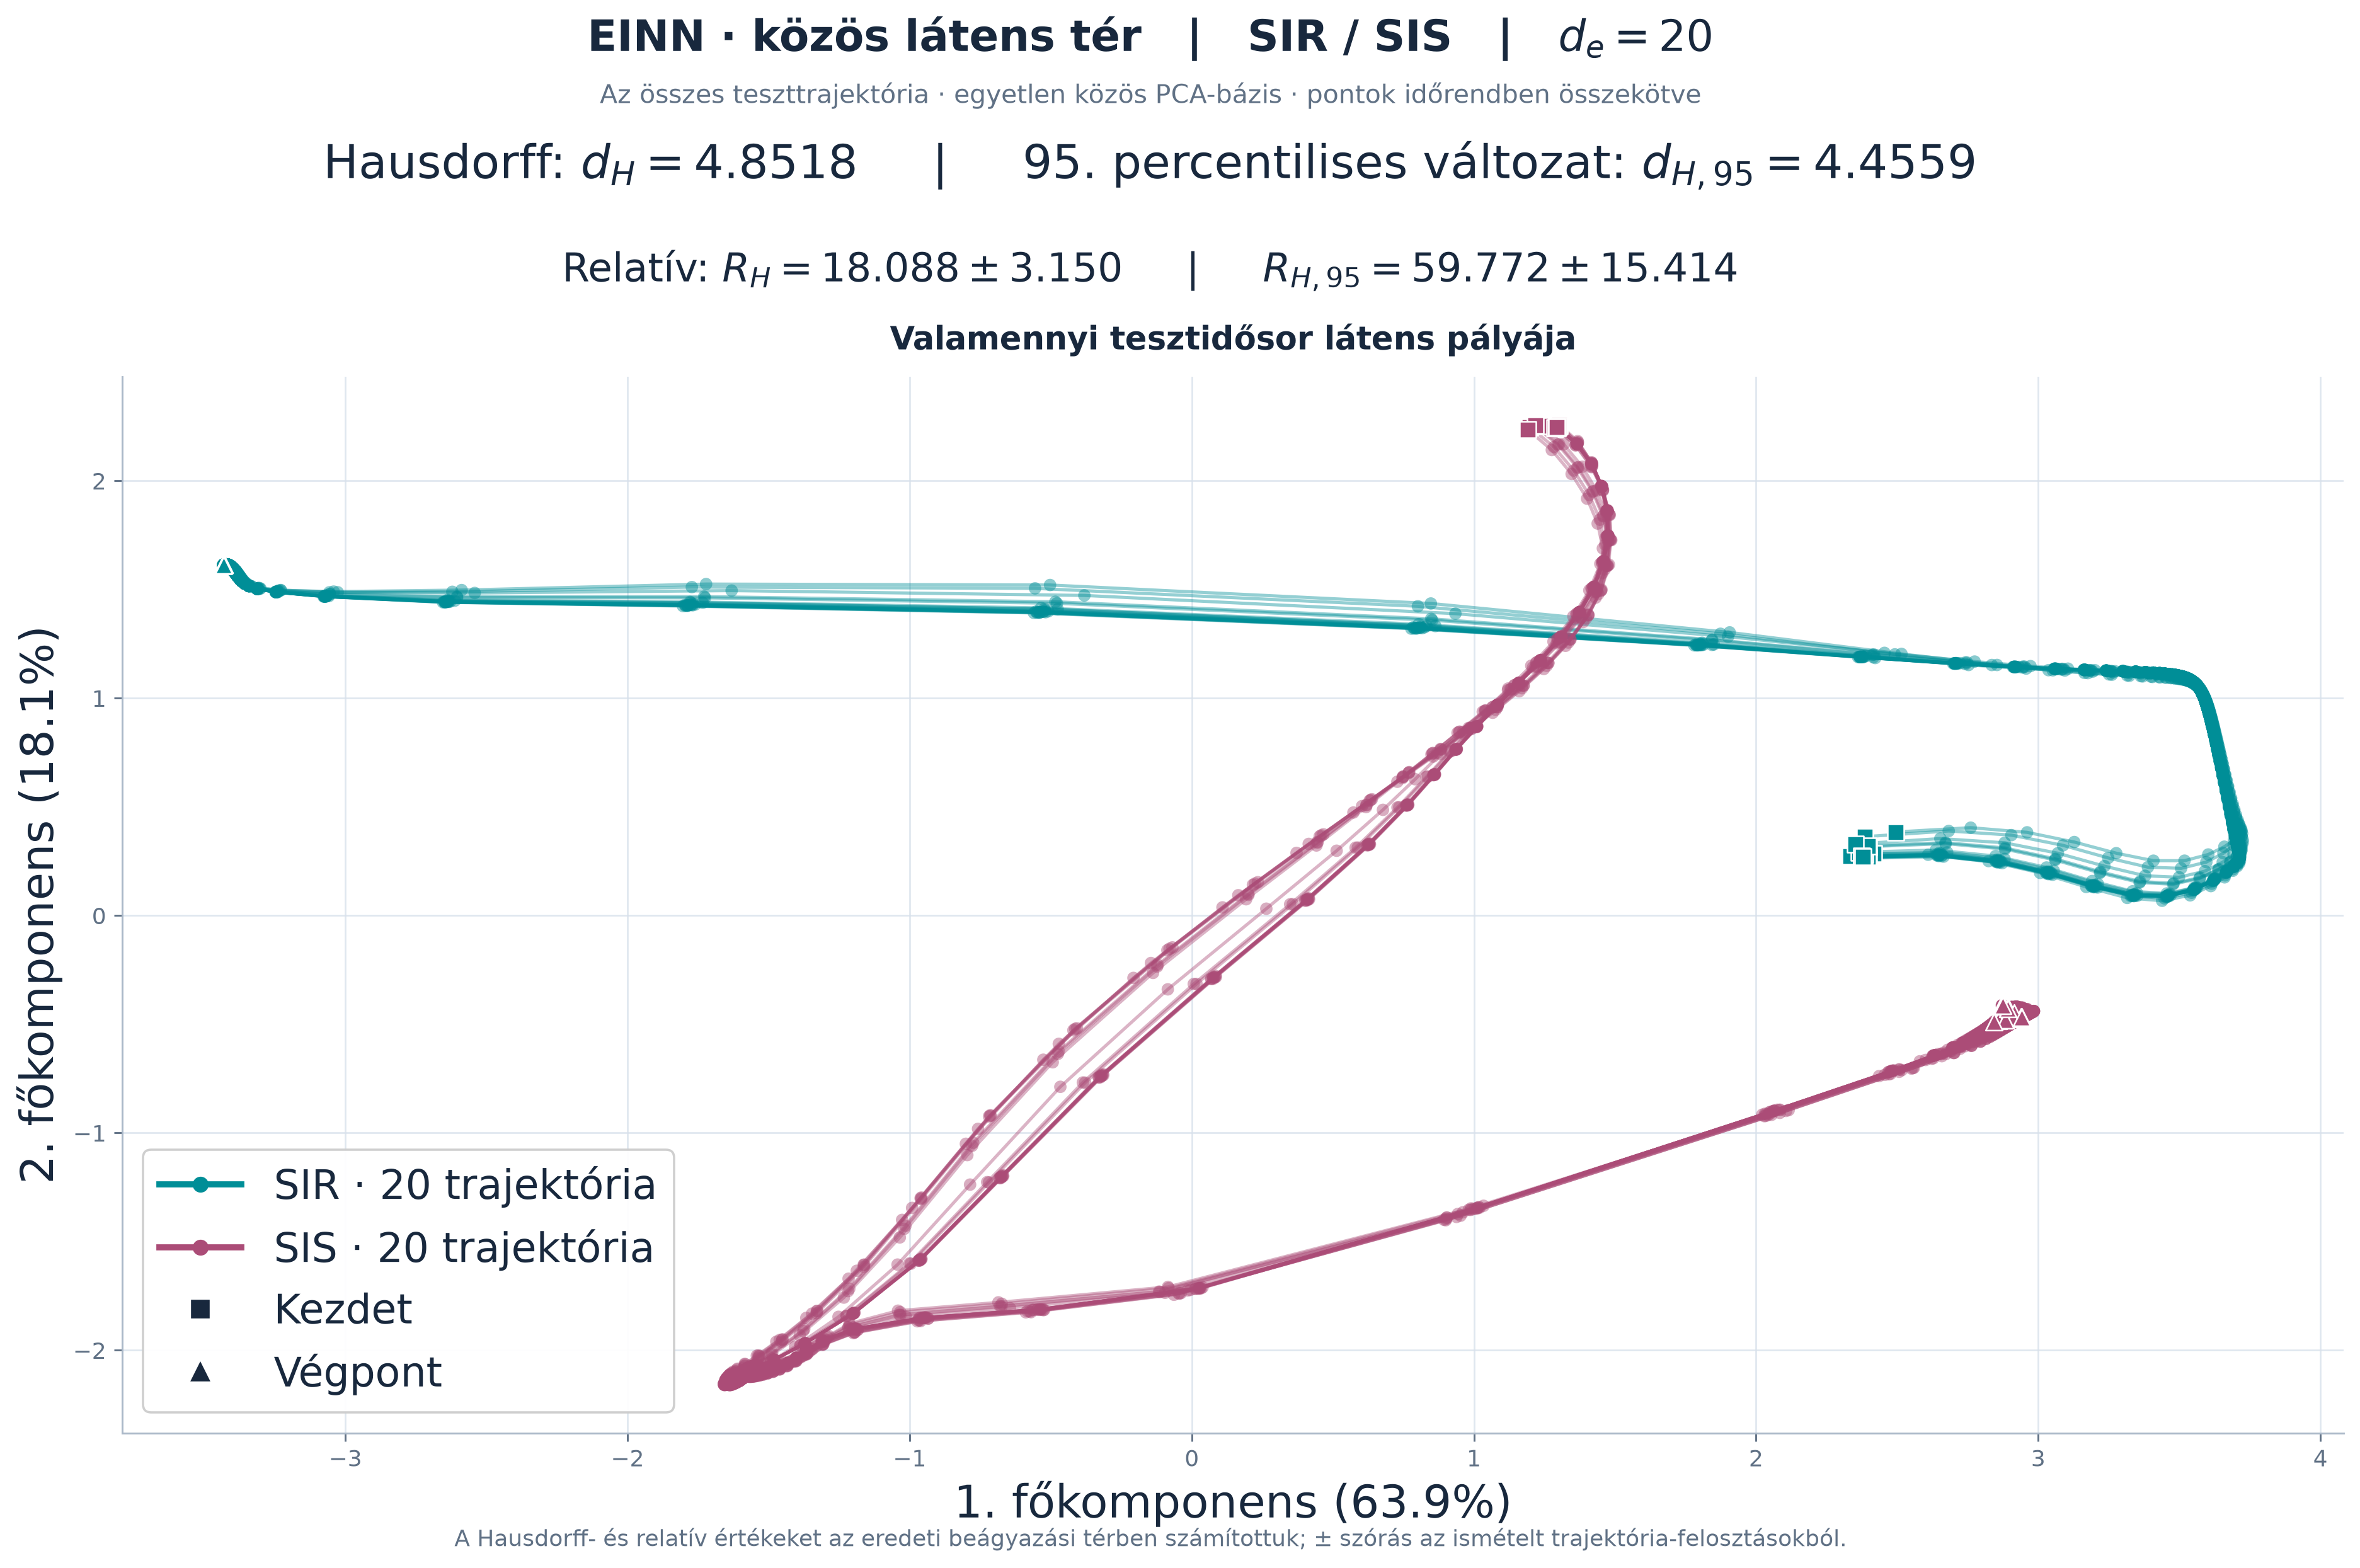 EINN · közös látens tér | SIR / SIS | d_e = 20
Az összes teszttrajektória · egyetlen közös PCA-bázis · pontok időrendben összekötve
Hausdorff: d_H = 4.8518 | 95. percentilises változat: d_{H, 95} = 4.4559
Relatív: R_H = 18.088 ± 3.150 | R_{H, 95} = 59.772 ± 15.414
Valamennyi tesztidősor látens pályája
2. főkomponens (18.1%)
2
1
0
−1
−2
SIR · 20 trajektória
SIS · 20 trajektória
Kezdet
Végpont
−3 −2 −1 0 1 2 3 4
1. főkomponens (63.9%)
A Hausdorff- és relatív értékeket az eredeti beágyazási térben számítottuk; ± szórás az ismételt trajektória-felosztásokból.